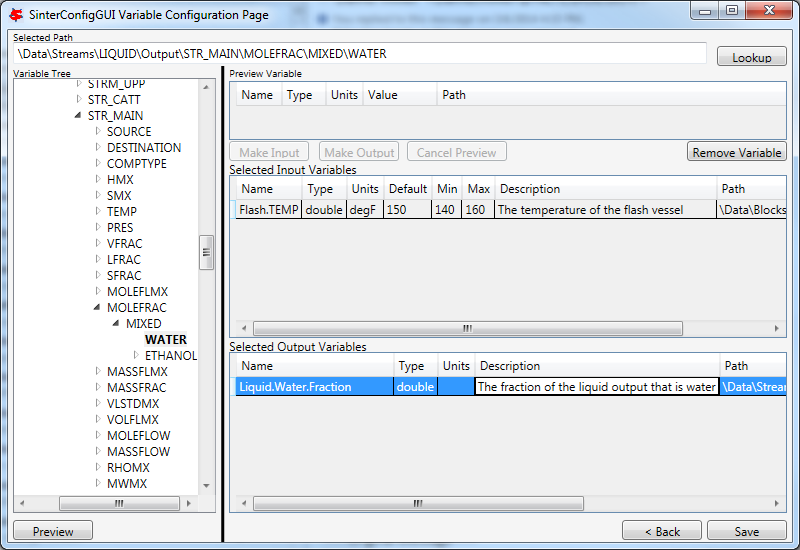 SinterConfigGUI Variable Configuration Page
Selected Path
\Data\Streams\LIQUID\Output\STR_MAIN\MOLEFRAC\MIXED\WATER
Lookup
Variable Tree
STRM_UPP
STR_CATT
STR_MAIN
SOURCE
DESTINATION
COMPTYPE
HMX
SMX
TEMP
PRES
VFRAC
LFRAC
SFRAC
MOLEFLMX
MOLEFRAC
MIXED
WATER
ETHANOL
MASSFLMX
MASSFRAC
VLSTDMX
VOLFLMX
MOLEFLOW
MASSFLOW
RHOMX
MWMX
Preview
Preview Variable
Name Type Units Value Path
Make Input Make Output Cancel Preview Remove Variable
Selected Input Variables
Name Type Units Default Min Max Description Path
Flash.TEMP double degF 150 140 160 The temperature of the flash vessel \Data\Blocks
Selected Output Variables
Name Type Units Description Path
Liquid.Water.Fraction double The fraction of the liquid output that is water \Data\Strea
< Back Save